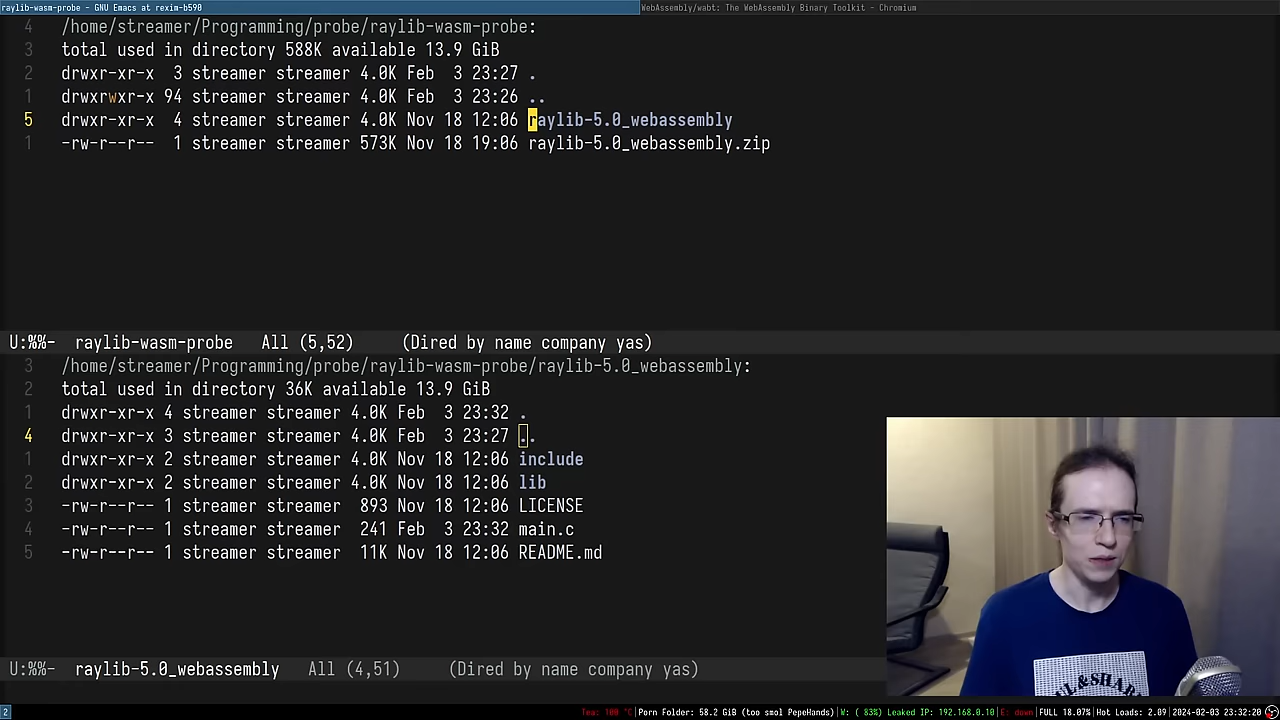 raylib-wasm-probe - GNU Emacs at rexim-b590
WebAssembly/wabt: The WebAssembly Binary Toolkit - Chromium
4 /home/streamer/Programming/probe/raylib-wasm-probe:
3 total used in directory 588K available 13.9 GiB
2 drwxr-xr-x 3 streamer streamer 4.0K Feb 3 23:27 .
1 drwxrwxr-x 94 streamer streamer 4.0K Feb 3 23:26 ..
5 drwxr-xr-x 4 streamer streamer 4.0K Nov 18 12:06 raylib-5.0_webassembly
1 -rw-r--r-- 1 streamer streamer 573K Nov 18 19:06 raylib-5.0_webassembly.zip
U:%%- raylib-wasm-probe All (5,52) (Dired by name company yas)
3 /home/streamer/Programming/probe/raylib-wasm-probe/raylib-5.0_webassembly:
2 total used in directory 36K available 13.9 GiB
1 drwxr-xr-x 4 streamer streamer 4.0K Feb 3 23:32 .
4 drwxr-xr-x 3 streamer streamer 4.0K Feb 3 23:27 ..
1 drwxr-xr-x 2 streamer streamer 4.0K Nov 18 12:06 include
2 drwxr-xr-x 2 streamer streamer 4.0K Nov 18 12:06 lib
3 -rw-r--r-- 1 streamer streamer 893 Nov 18 12:06 LICENSE
4 -rw-r--r-- 1 streamer streamer 241 Feb 3 23:32 main.c
5 -rw-r--r-- 1 streamer streamer 11K Nov 18 12:06 README.md
U:%%- raylib-5.0_webassembly All (4,51) (Dired by name company yas)
2 Tea: 100 °C|Porn Folder: 58.2 GiB (too smol PepeHands)|W: ( 83%) Leaked IP: 192.168.0.10|E: down|FULL 18.07%|Hot Loads: 2.09|2024-02-03 23:32:20